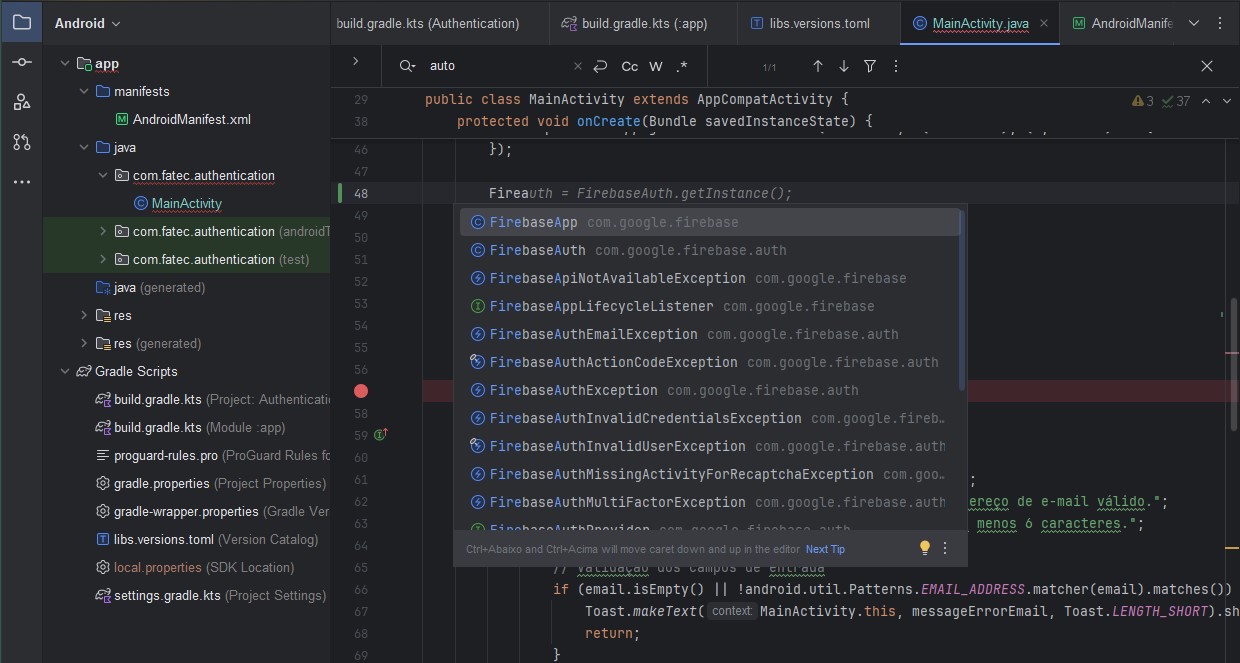 Android
build.gradle.kts (Authentication)
build.gradle.kts (:app)
libs.versions.toml
MainActivity.java
AndroidManife
app
manifests
AndroidManifest.xml
java
com.fatec.authentication
MainActivity
com.fatec.authentication (androidT
com.fatec.authentication (test)
java (generated)
res
res (generated)
Gradle Scripts
build.gradle.kts (Project: Authenticatio
build.gradle.kts (Module :app)
proguard-rules.pro (ProGuard Rules fo
gradle.properties (Project Properties)
gradle-wrapper.properties (Gradle Ver
libs.versions.toml (Version Catalog)
local.properties (SDK Location)
settings.gradle.kts (Project Settings)
auto
Cc W .*
1/1
29 public class MainActivity extends AppCompatActivity {
3 37
38 protected void onCreate(Bundle savedInstanceState) {
46 });
47
48 Fireauth = FirebaseAuth.getInstance();
49
50
51
52
53
54
55
56
58
59
60
61 ;
62 ereço de e-mail válido.";
63 menos 6 caracteres.";
64
FirebaseApp com.google.firebase
FirebaseAuth com.google.firebase.auth
FirebaseApiNotAvailableException com.google.firebase
FirebaseAppLifecycleListener com.google.firebase
FirebaseAuthEmailException com.google.firebase.auth
FirebaseAuthActionCodeException com.google.firebase.auth
FirebaseAuthException com.google.firebase.auth
FirebaseAuthInvalidCredentialsException com.google.fireb…
FirebaseAuthInvalidUserException com.google.firebase.auth
FirebaseAuthMissingActivityForRecaptchaException com.goo…
FirebaseAuthMultiFactorException com.google.firebase.auth
FirebaseAuthProvider com.google.firebase.auth
Ctrl+Abaixo and Ctrl+Acima will move caret down and up in the editor Next Tip
65 // Validação dos campos de entrada
66 if (email.isEmpty() || !android.util.Patterns.EMAIL_ADDRESS.matcher(email).matches())
67 Toast.makeText( context: MainActivity.this, messageErrorEmail, Toast.LENGTH_SHORT).sh
68 return;
69 }